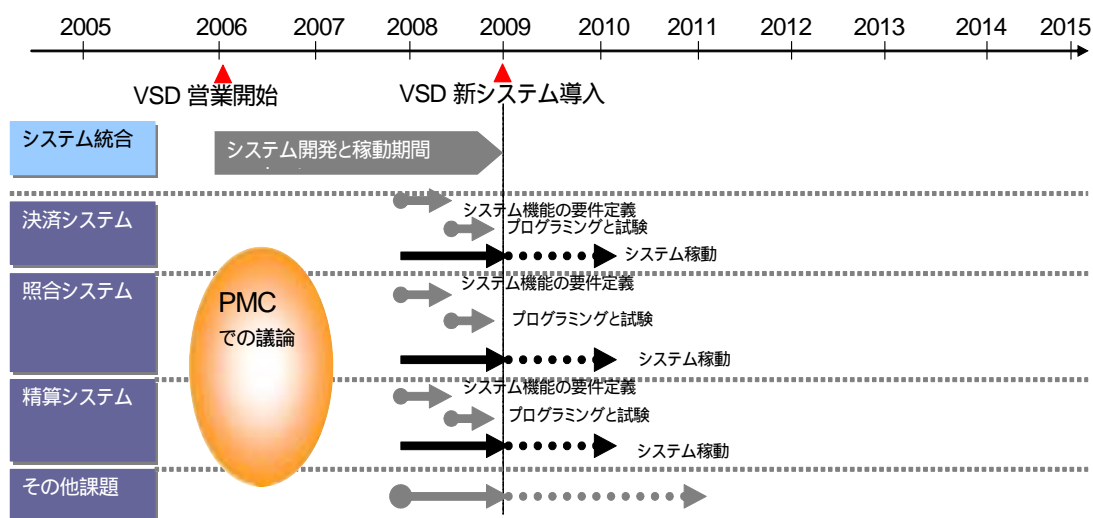 2005 2006 2007 2008 2009 2010 2011 2012 2013 2014 2015
VSD 営業開始
VSD 新システム導入
システム統合
システム開発と稼動期間
決済システム
システム機能の要件定義
プログラミングと試験
システム稼動
照合システム
システム機能の要件定義
プログラミングと試験
システム稼動
PMC
での議論
精算システム
システム機能の要件定義
プログラミングと試験
システム稼動
その他課題